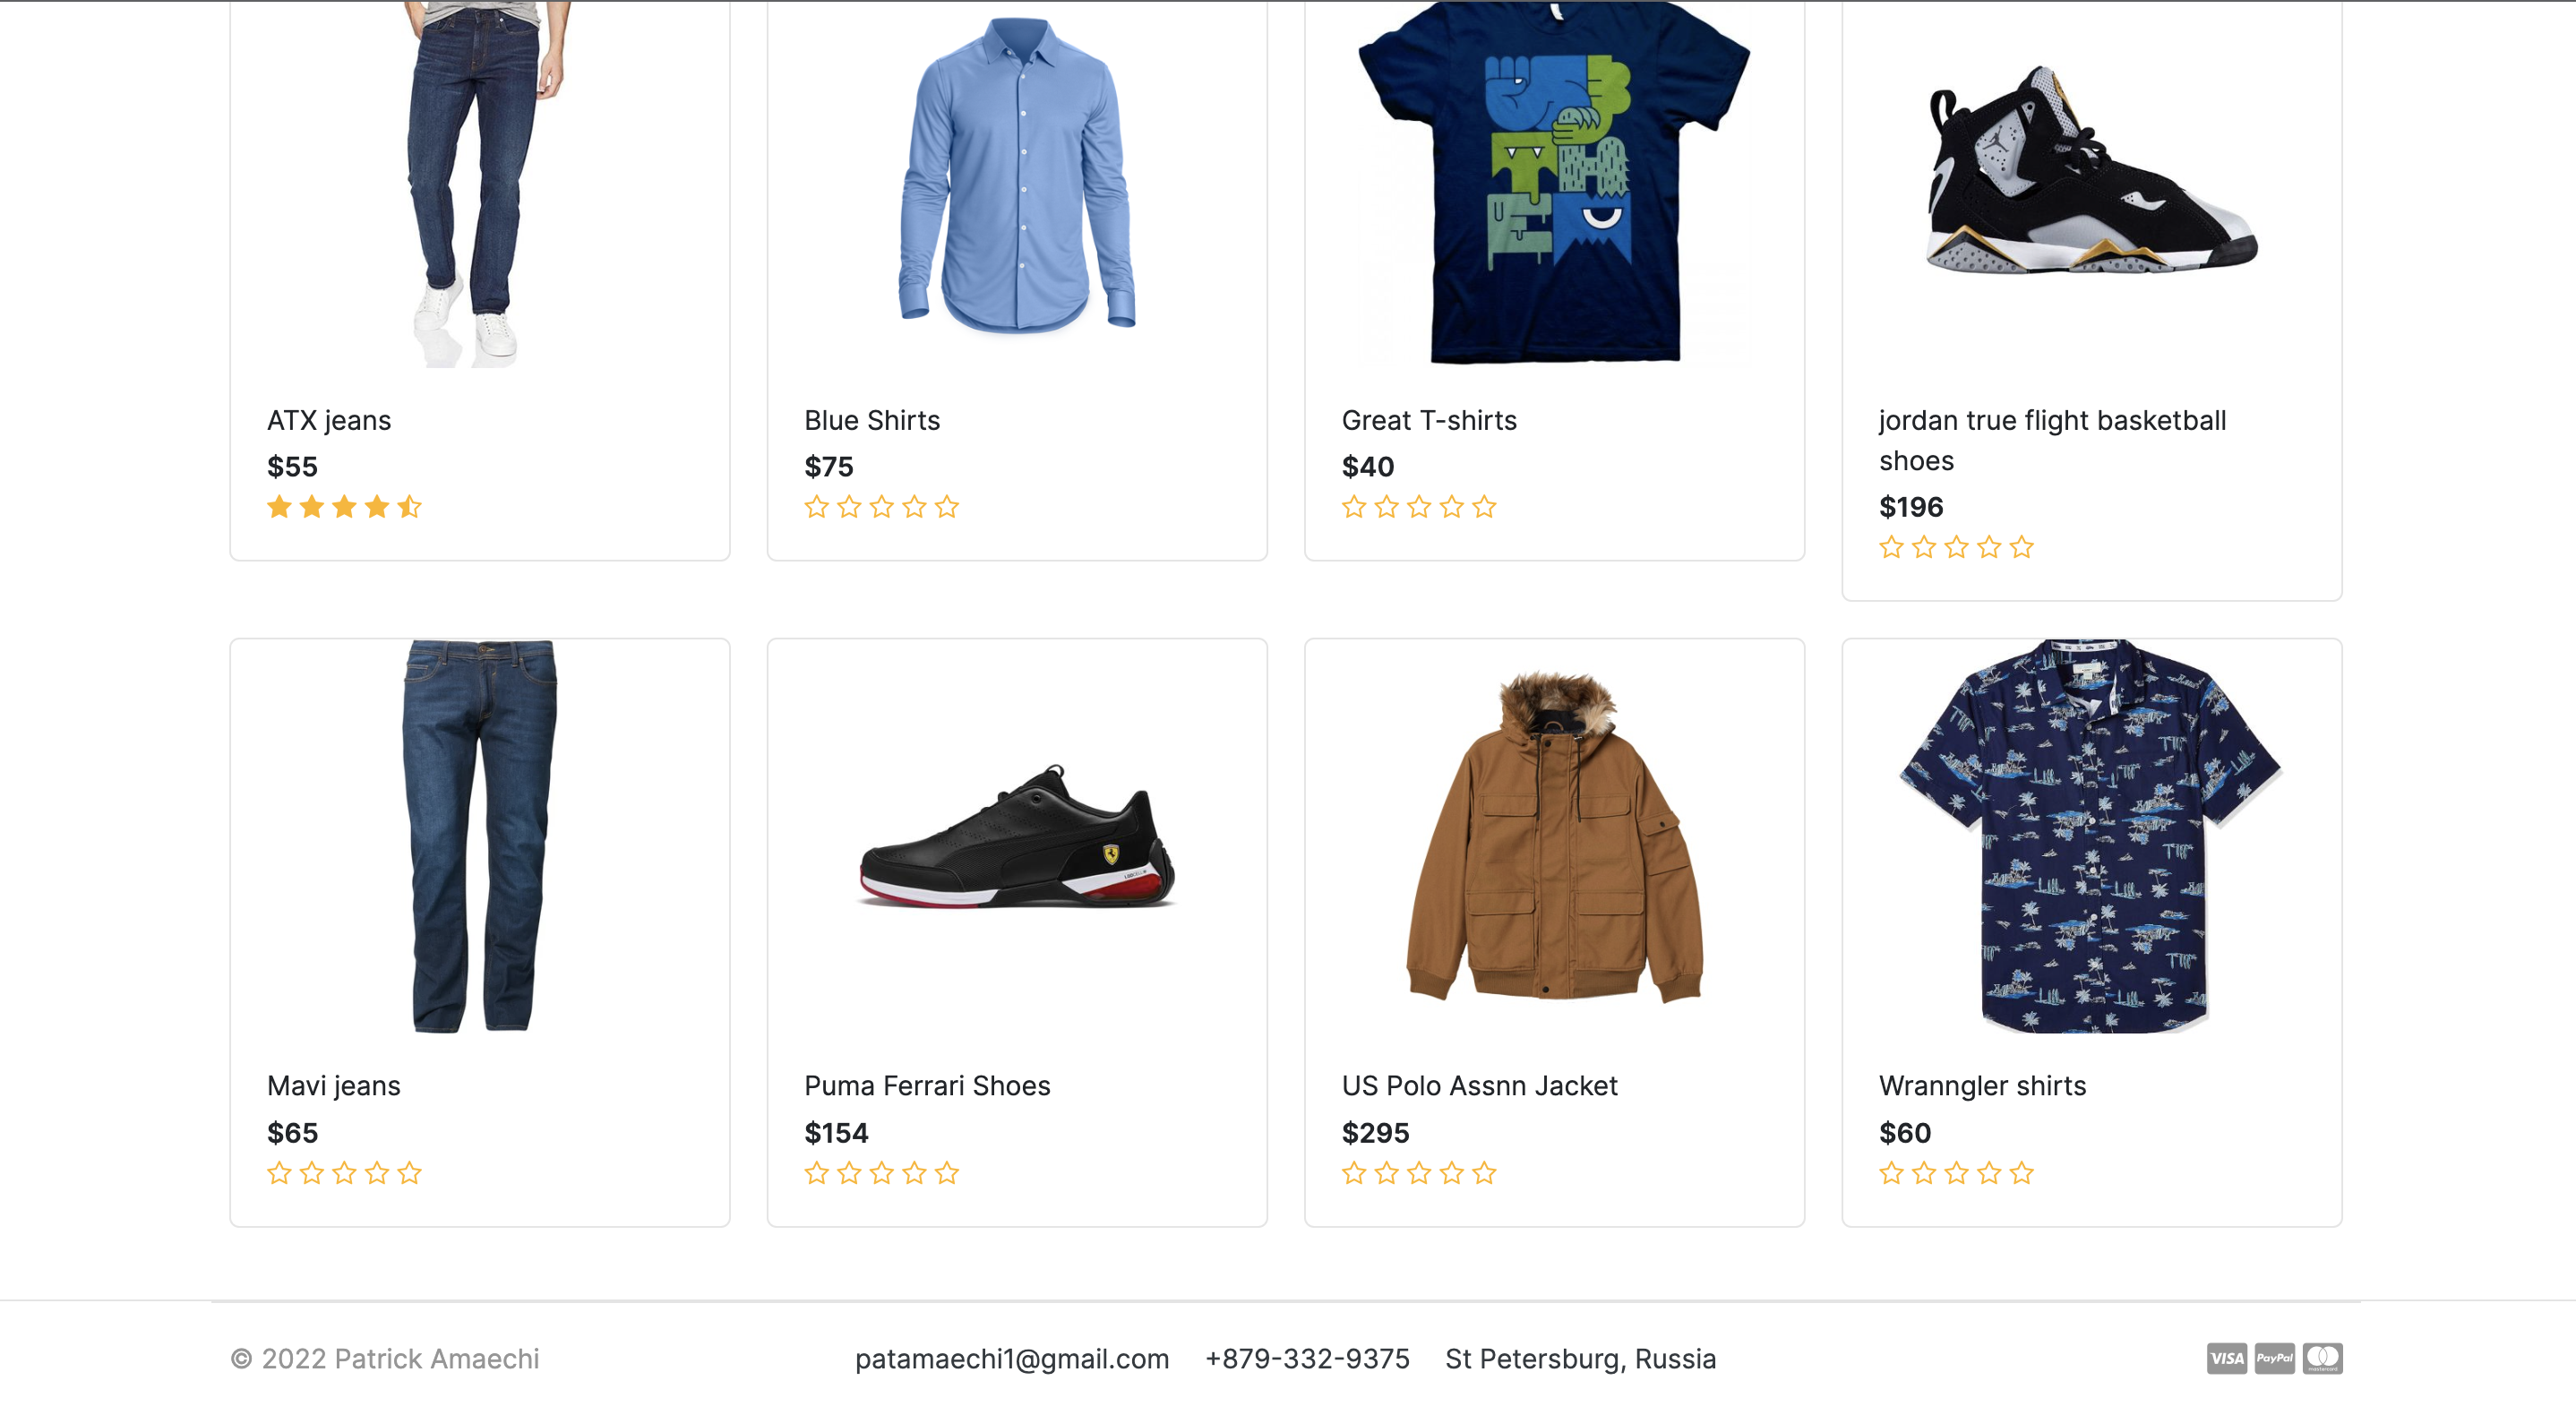 ATX jeans
$55
Blue Shirts
$75
Great T-shirts
$40
jordan true flight basketball
shoes
$196
Mavi jeans
$65
Puma Ferrari Shoes
$154
US Polo Assnn Jacket
$295
Wranngler shirts
$60
© 2022 Patrick Amaechi
patamaechi1@gmail.com
+879-332-9375
St Petersburg, Russia
VISA
PayPal
mastercard